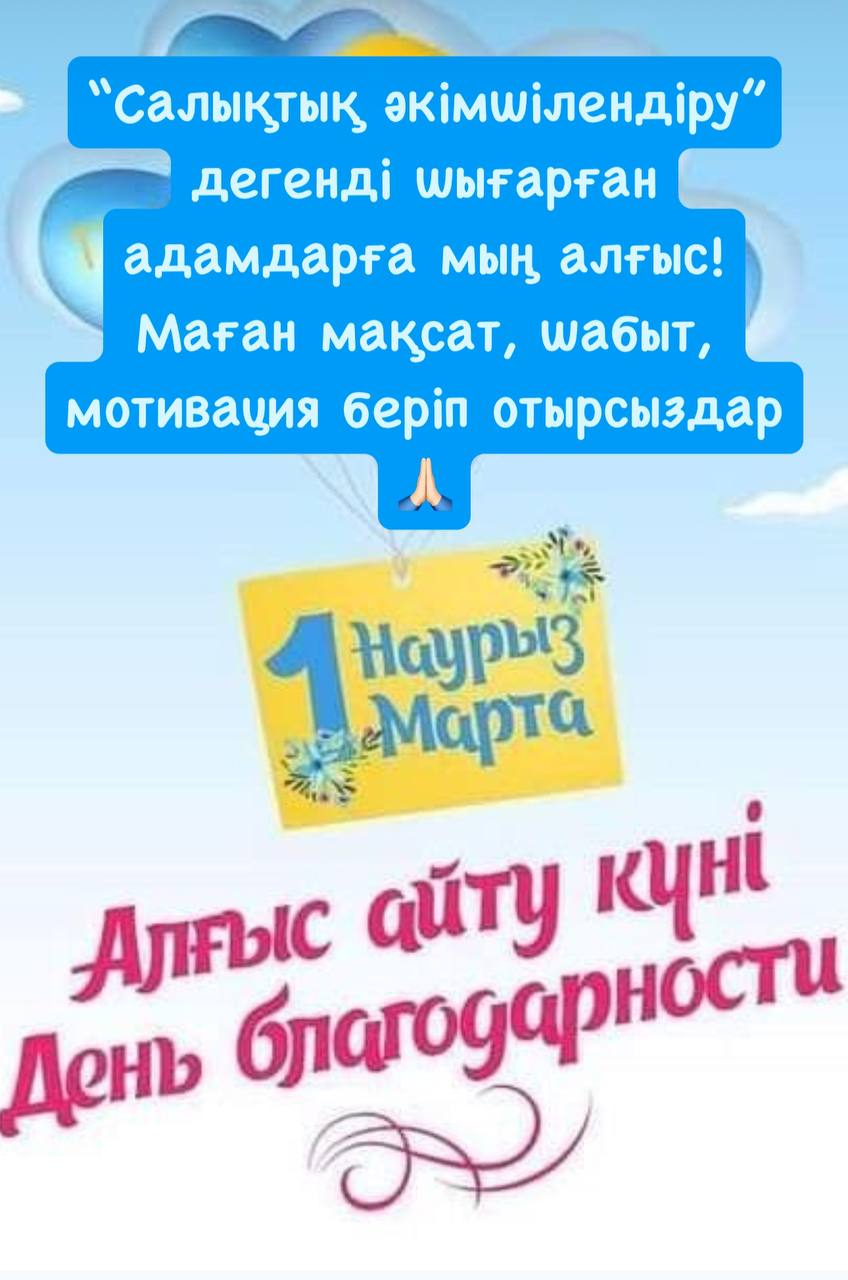 “Салықтық әкімшілендіру”
дегенді шығарған
адамдарға мың алғыс!
Маған мақсат, шабыт,
мотивация беріп отырсыздар
🙏🏻
1 Наурыз
Марта
Алғыс айту күні
День благодарности